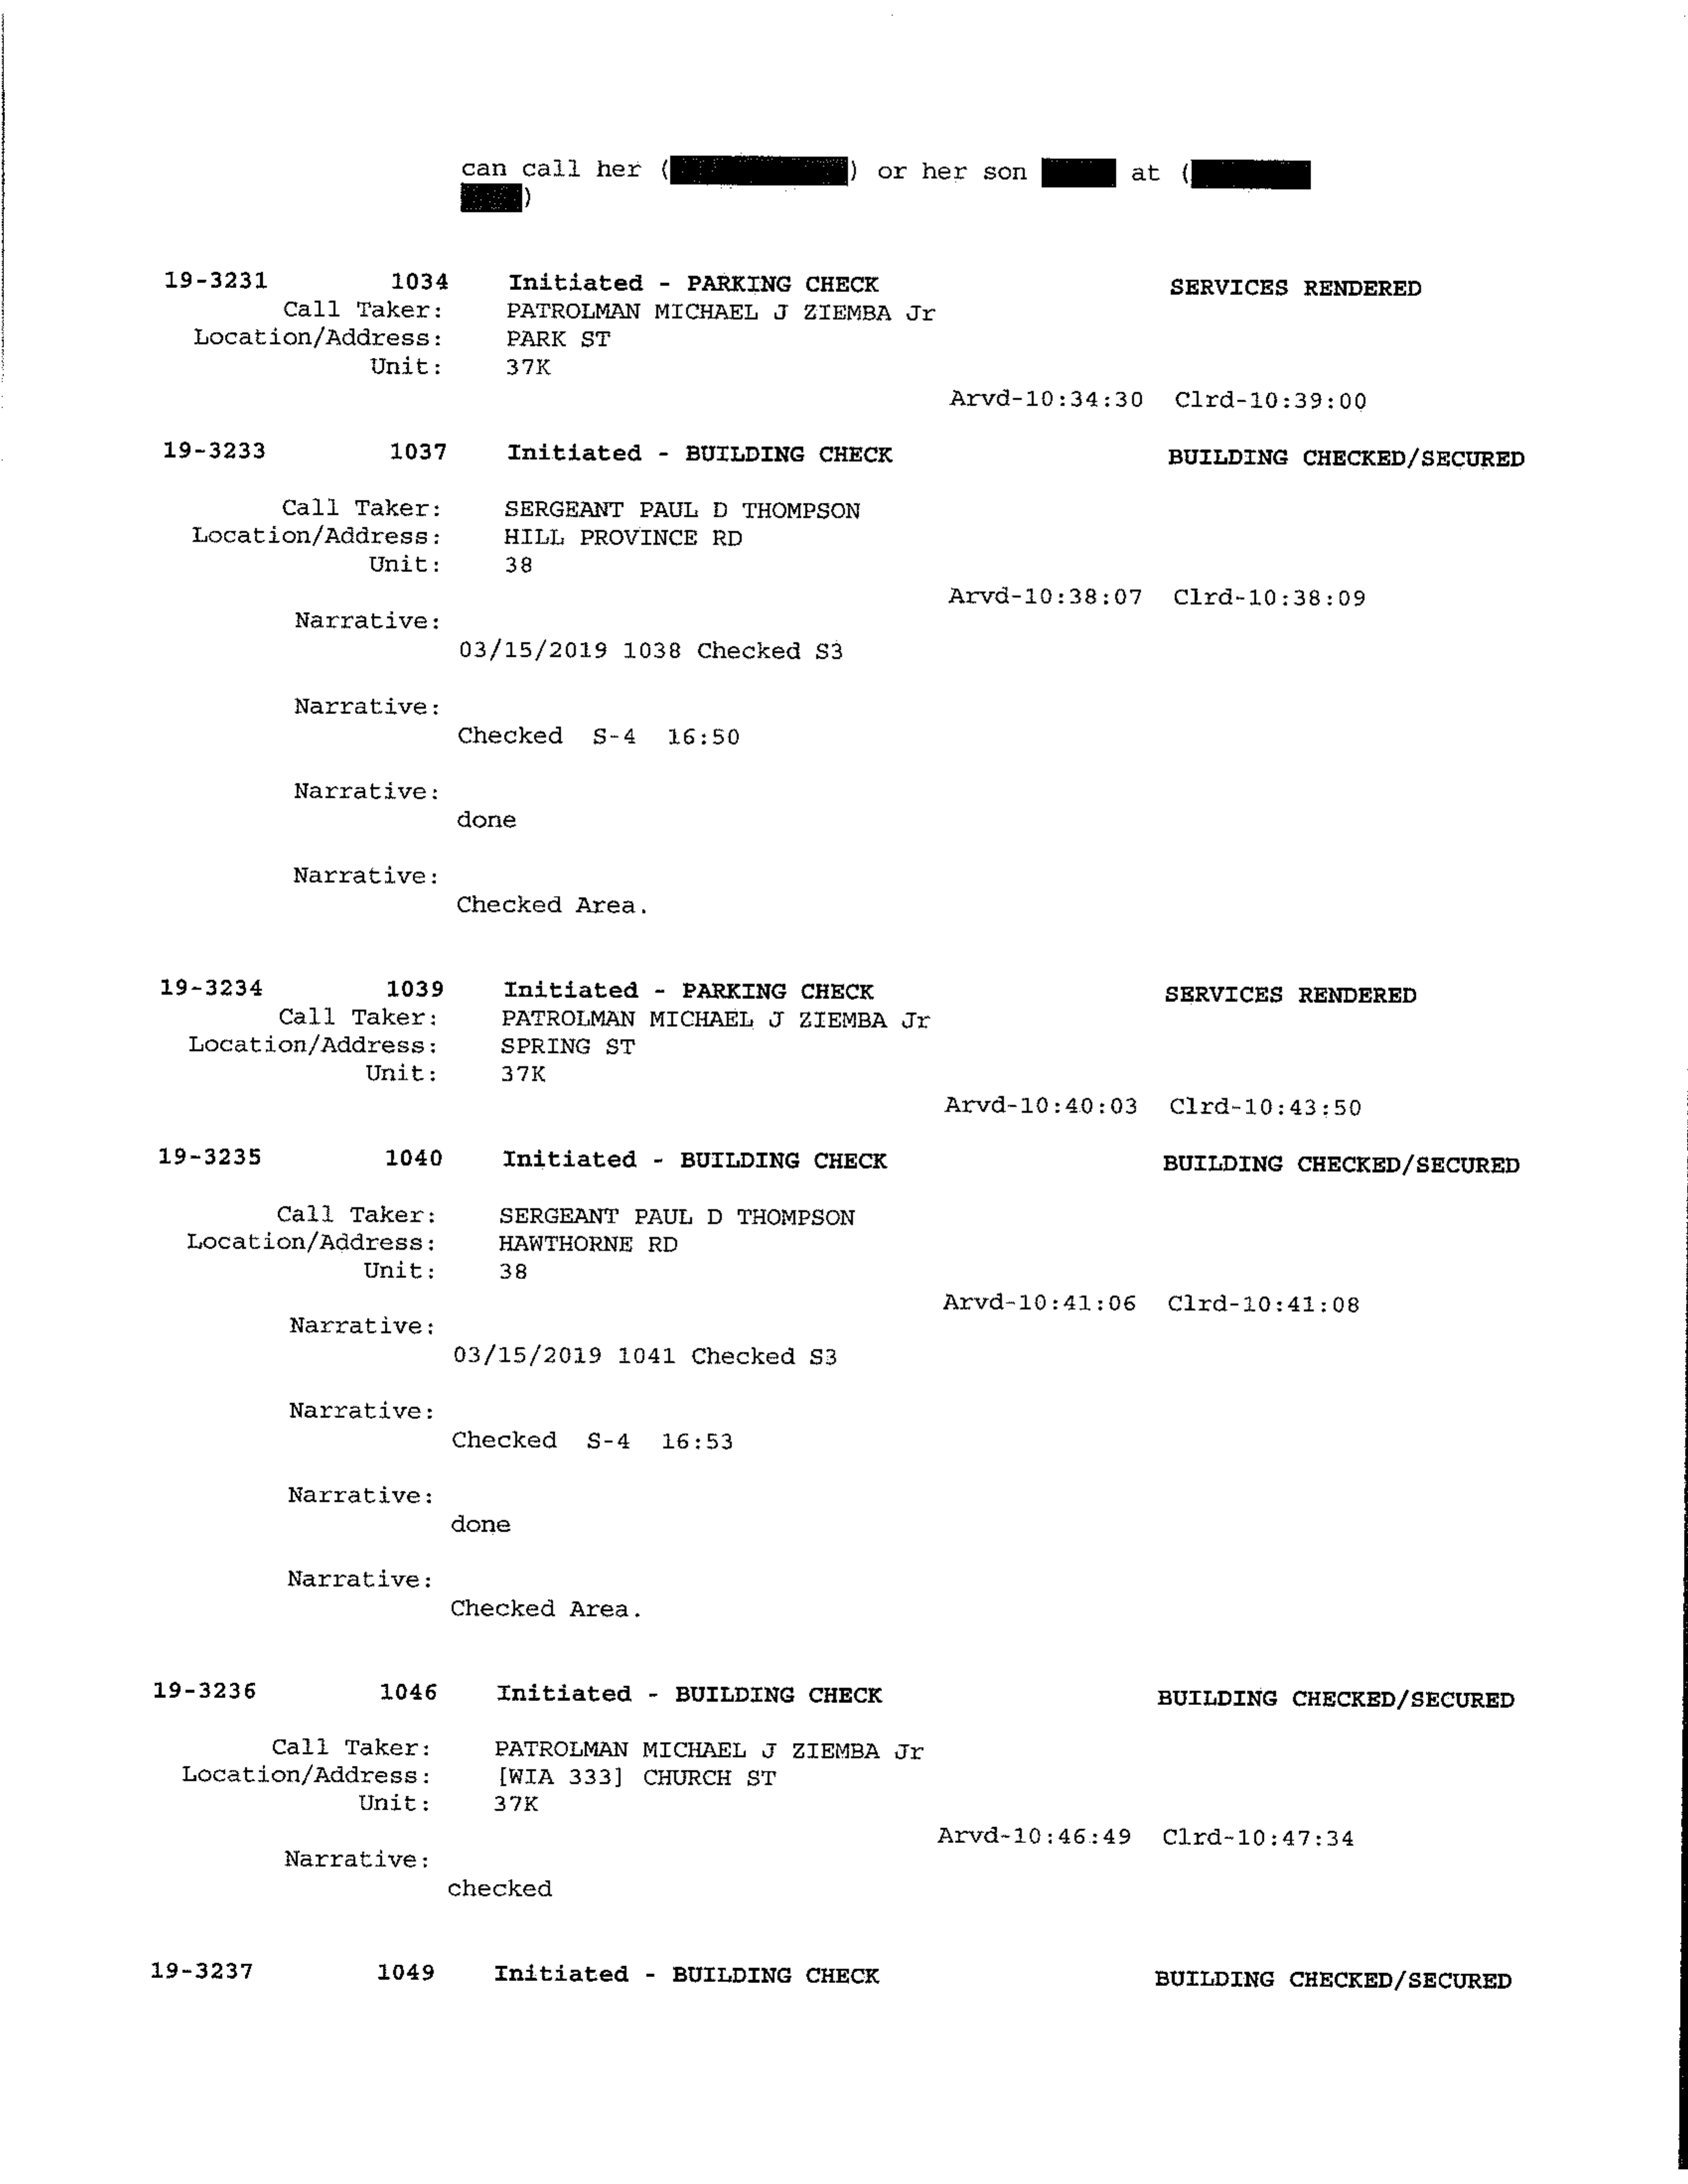 can call her ( ) or her son at (
)
19-3231 1034 Initiated - PARKING CHECK SERVICES RENDERED
Call Taker: PATROLMAN MICHAEL J ZIEMBA Jr
Location/Address: PARK ST
Unit: 37K
Arvd-10:34:30 Clrd-10:39:00
19-3233 1037 Initiated - BUILDING CHECK BUILDING CHECKED/SECURED
Call Taker: SERGEANT PAUL D THOMPSON
Location/Address: HILL PROVINCE RD
Unit: 38
Arvd-10:38:07 Clrd-10:38:09
Narrative:
03/15/2019 1038 Checked S3
Narrative:
Checked S-4 16:50
Narrative:
done
Narrative:
Checked Area.
19-3234 1039 Initiated - PARKING CHECK SERVICES RENDERED
Call Taker: PATROLMAN MICHAEL J ZIEMBA Jr
Location/Address: SPRING ST
Unit: 37K
Arvd-10:40:03 Clrd-10:43:50
19-3235 1040 Initiated - BUILDING CHECK BUILDING CHECKED/SECURED
Call Taker: SERGEANT PAUL D THOMPSON
Location/Address: HAWTHORNE RD
Unit: 38
Arvd-10:41:06 Clrd-10:41:08
Narrative:
03/15/2019 1041 Checked S3
Narrative:
Checked S-4 16:53
Narrative:
done
Narrative:
Checked Area.
19-3236 1046 Initiated - BUILDING CHECK BUILDING CHECKED/SECURED
Call Taker: PATROLMAN MICHAEL J ZIEMBA Jr
Location/Address: [WIA 333] CHURCH ST
Unit: 37K
Arvd-10:46:49 Clrd-10:47:34
Narrative:
checked
19-3237 1049 Initiated - BUILDING CHECK BUILDING CHECKED/SECURED